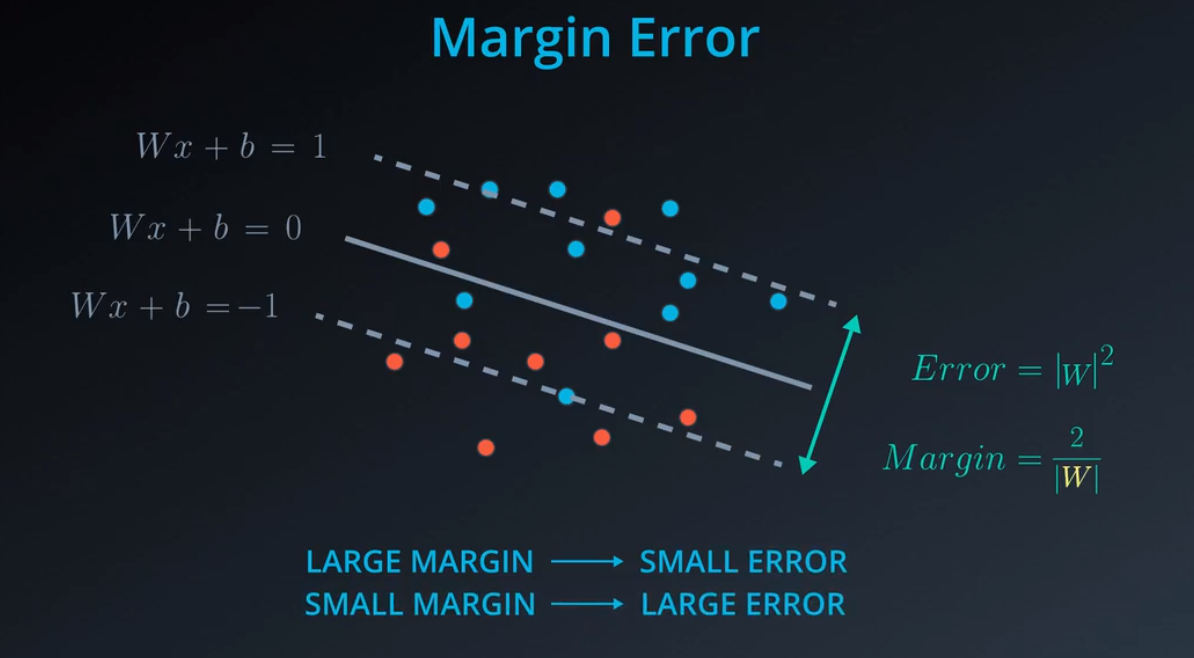 Margin Error
Wx + b = 1
Wx + b = 0
Wx + b =−1
Error = |W|²
Margin = 2/|W|
LARGE MARGIN ⟶ SMALL ERROR
SMALL MARGIN ⟶ LARGE ERROR